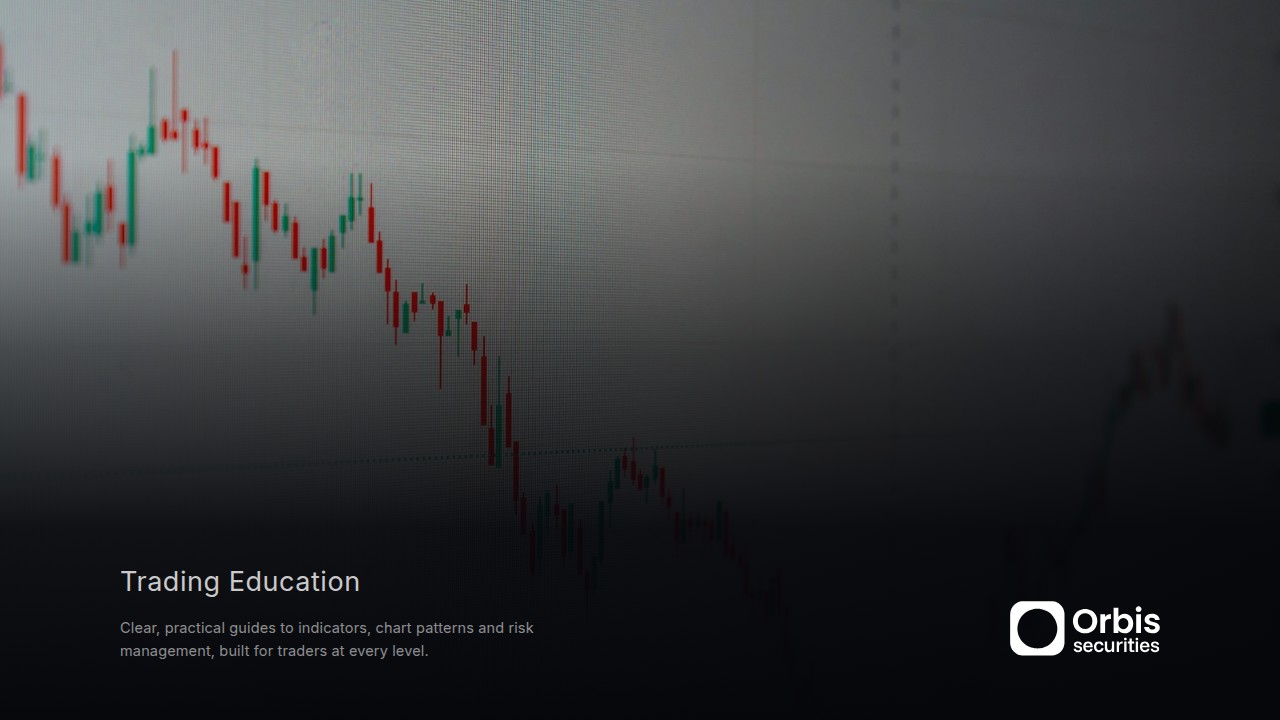 Trading Education
Clear, practical guides to indicators, chart patterns and risk
management, built for traders at every level.
Orbis
securities